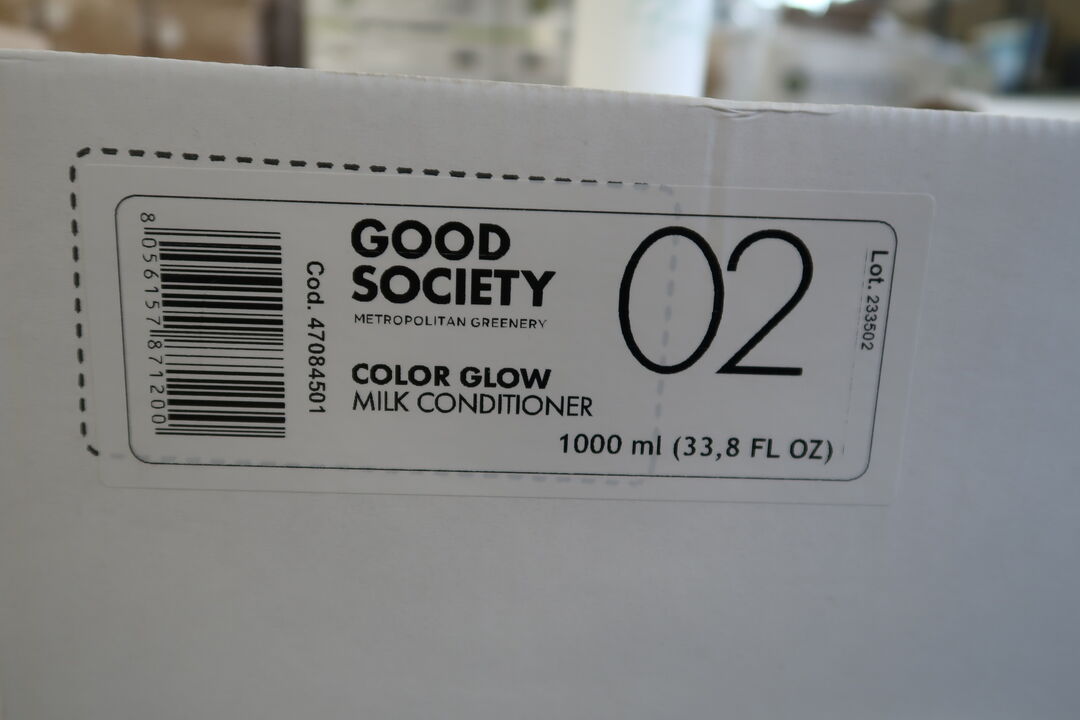 8 056157 871200
Cod. 47084501
GOOD
SOCIETY
METROPOLITAN GREENERY
COLOR GLOW
MILK CONDITIONER
1000 ml (33,8 FL OZ)
02
Lot. 233502